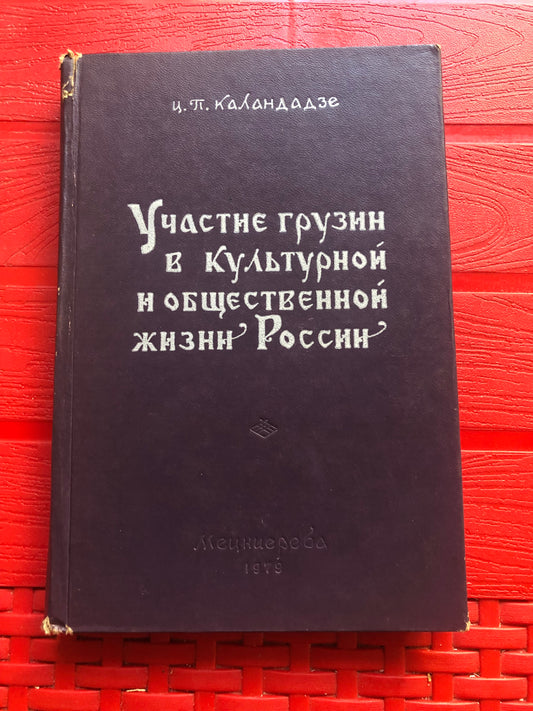 Ц. П. КАЛАНДАДЗЕ
УЧАСТИЕ ГРУЗИН
В КУЛЬТУРНОЙ
И ОБЩЕСТВЕННОЙ
ЖИЗНИ РОССИИ
Мецниереба
1979